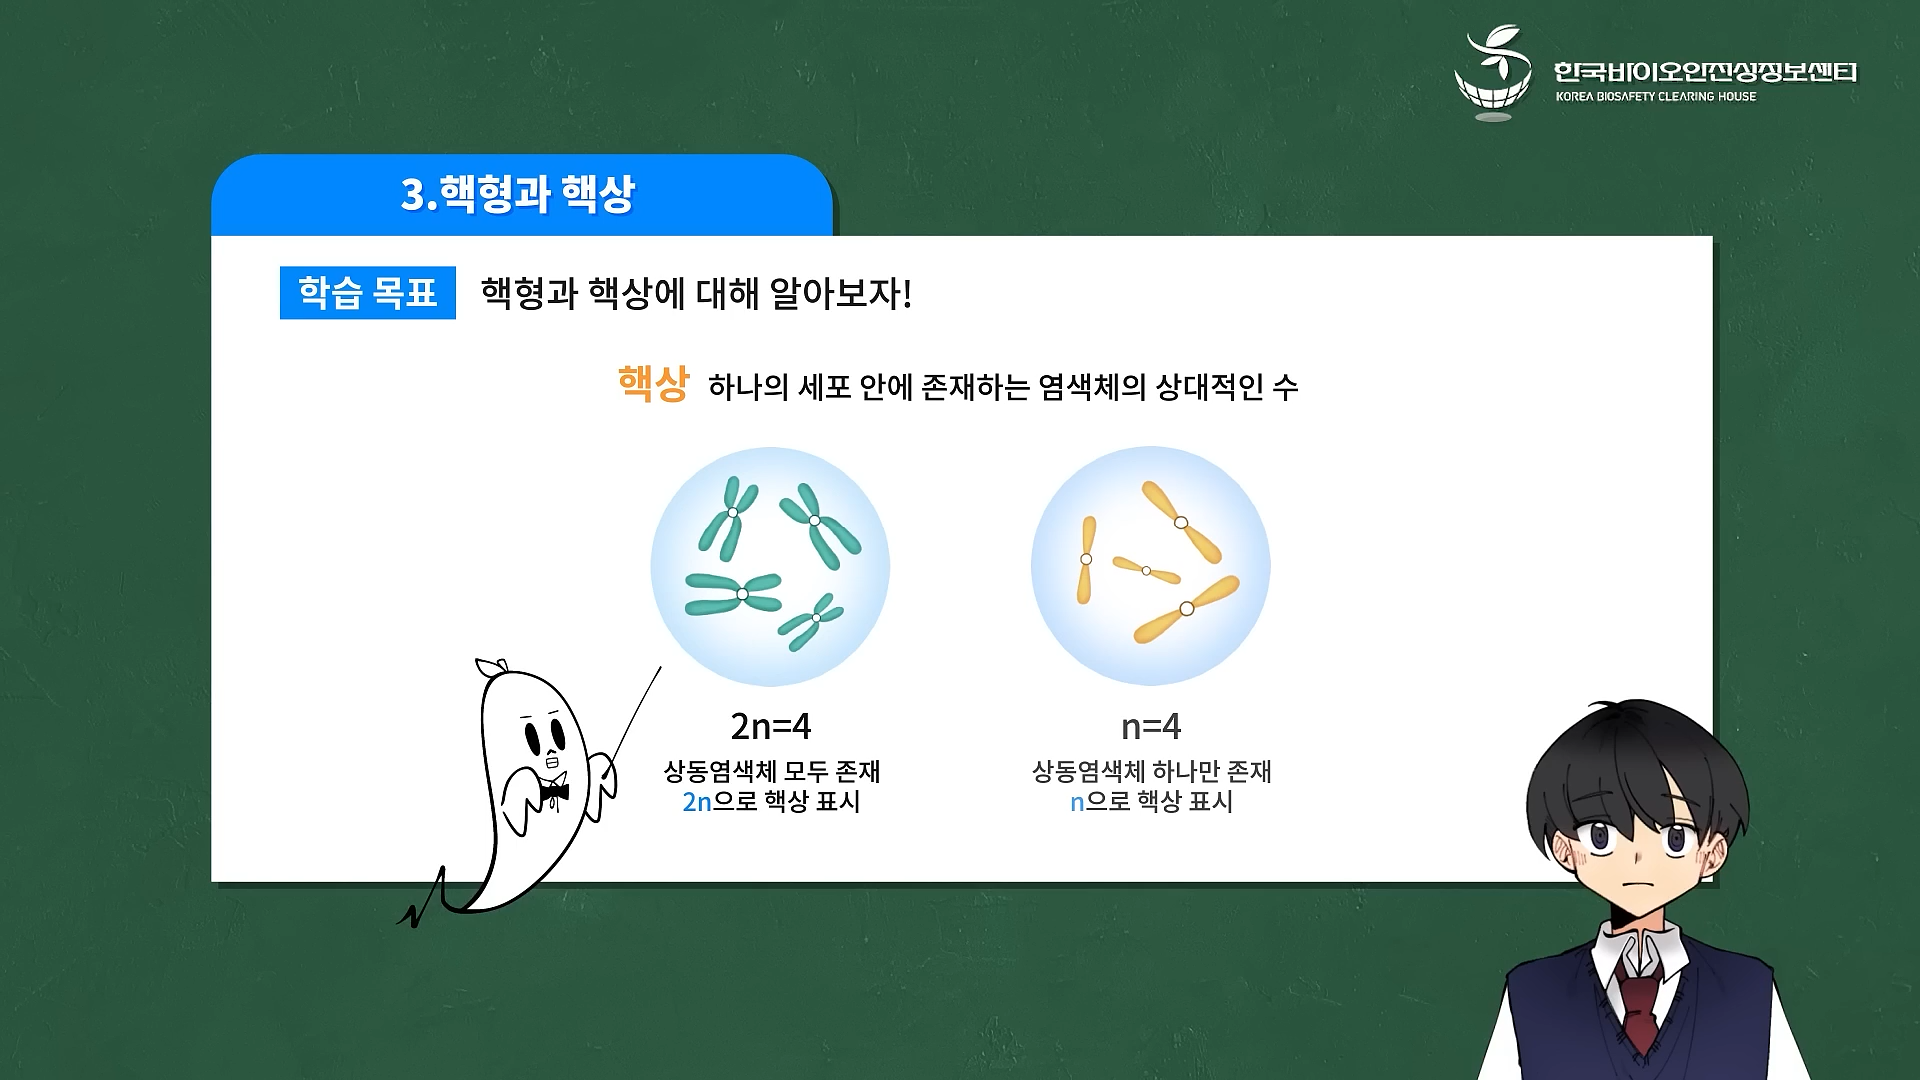 한국바이오안전성정보센터
KOREA BIOSAFETY CLEARING HOUSE
3.핵형과 핵상
학습 목표 핵형과 핵상에 대해 알아보자!
핵상 하나의 세포 안에 존재하는 염색체의 상대적인 수
2n=4
상동염색체 모두 존재
2n으로 핵상 표시
n=4
상동염색체 하나만 존재
n으로 핵상 표시